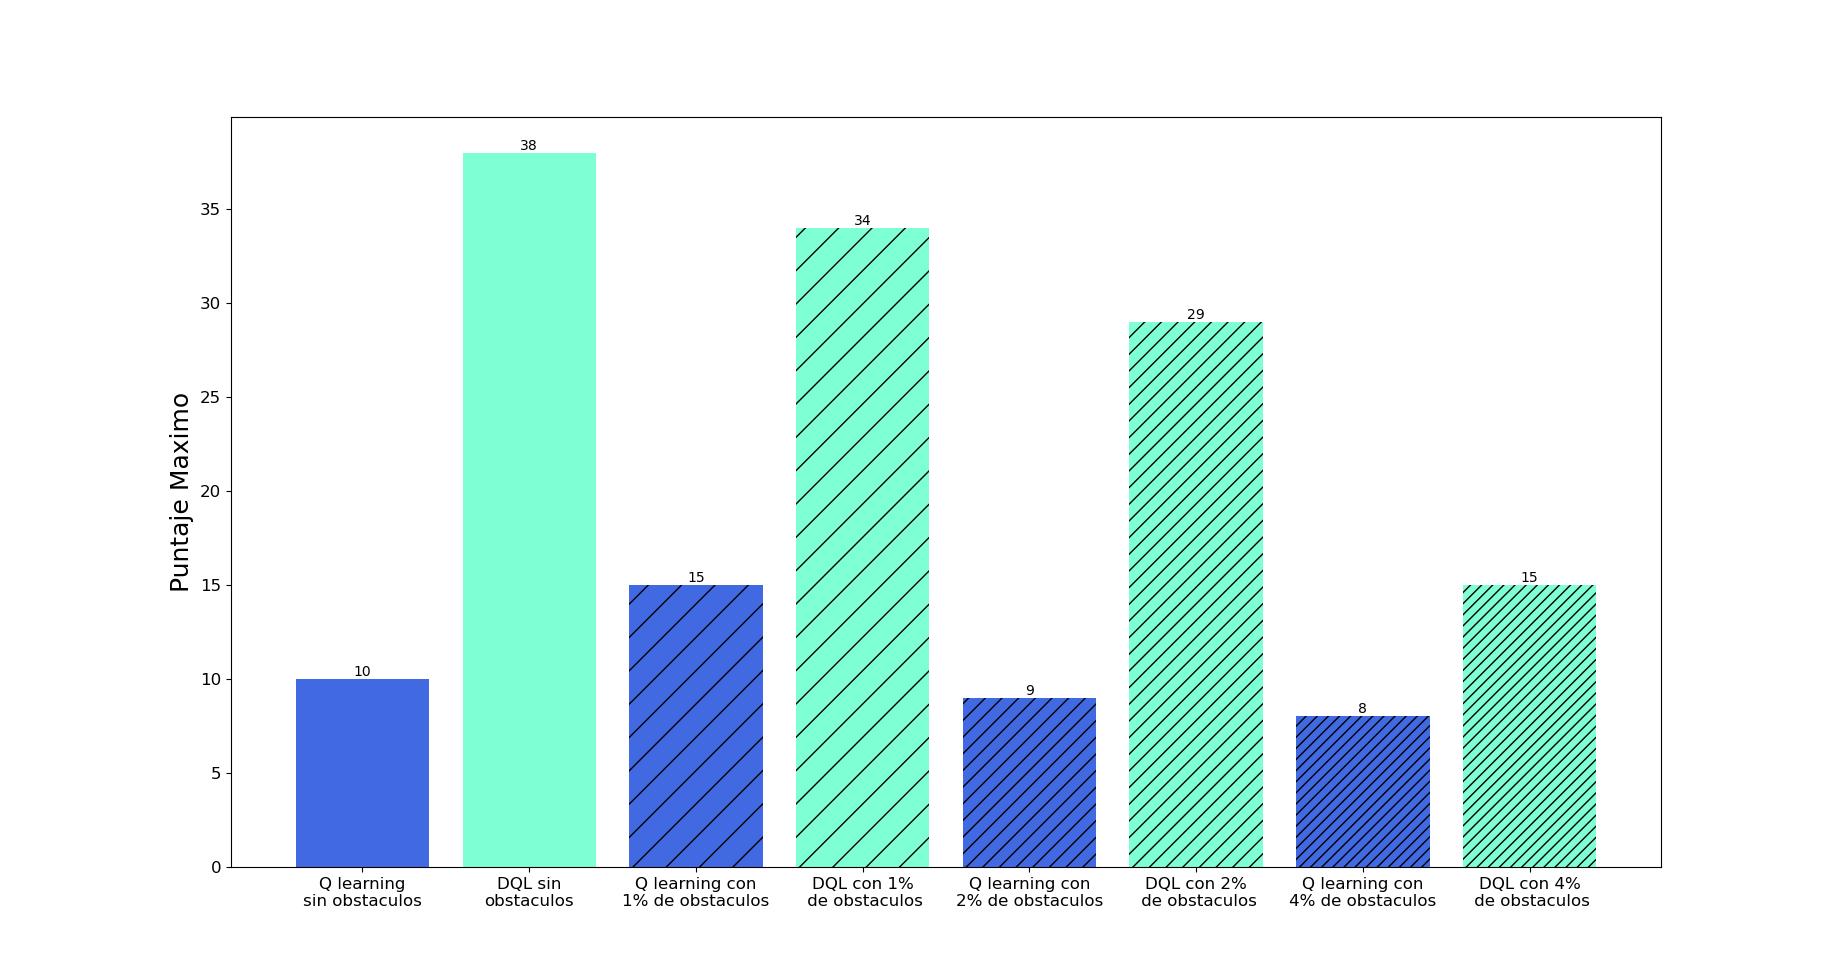 38
34
29
15
15
10
9
8
35
30
25
20
15
10
5
0
Puntaje Maximo
Q learning
sin obstaculos
DQL sin
obstaculos
Q learning con
1% de obstaculos
DQL con 1%
de obstaculos
Q learning con
2% de obstaculos
DQL con 2%
de obstaculos
Q learning con
4% de obstaculos
DQL con 4%
de obstaculos